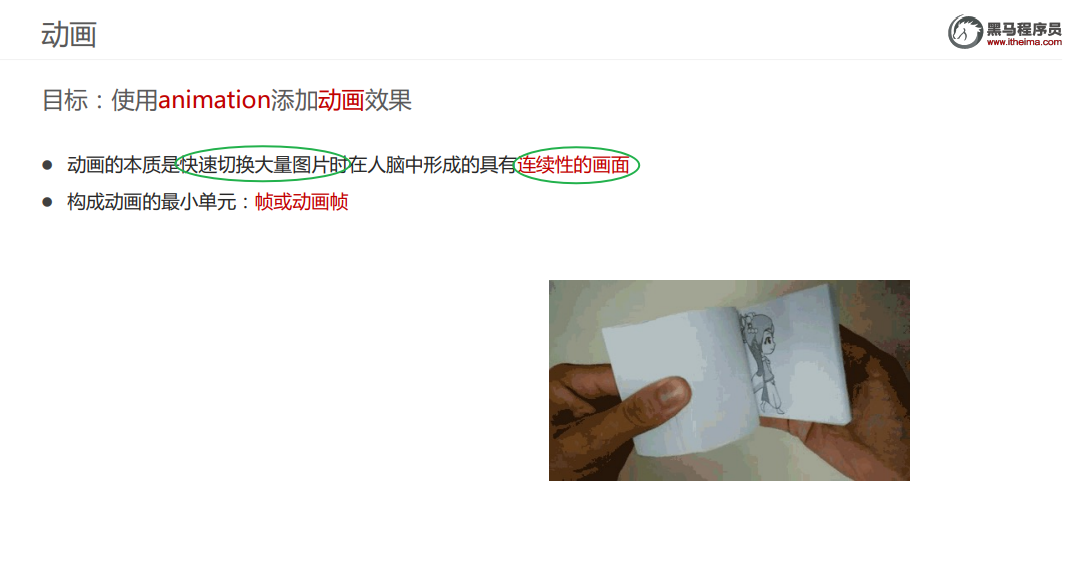 动画
黑马程序员
www.itheima.com
目标：使用animation添加动画效果
动画的本质是快速切换大量图片时在人脑中形成的具有连续性的画面
构成动画的最小单元：帧或动画帧